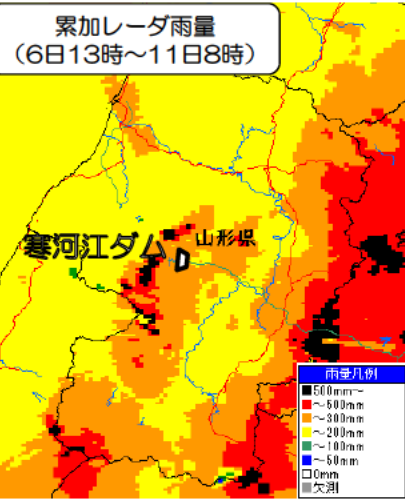 累加レーダ雨量
（6日13時～11日8時）
山形県
寒河江ダム
雨量凡例
500mm～
～500mm
～300mm
～200mm
～100mm
～50mm
0mm
欠測